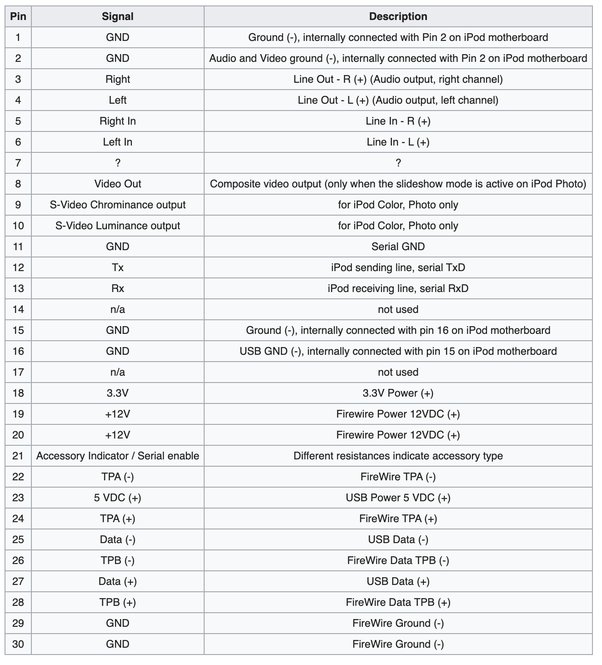 Pin Signal Description
1 GND Ground (-), internally connected with Pin 2 on iPod motherboard
2 GND Audio and Video ground (-), internally connected with Pin 2 on iPod motherboard
3 Right Line Out - R (+) (Audio output, right channel)
4 Left Line Out - L (+) (Audio output, left channel)
5 Right In Line In - R (+)
6 Left In Line In - L (+)
7 ? ?
8 Video Out Composite video output (only when the slideshow mode is active on iPod Photo)
9 S-Video Chrominance output for iPod Color, Photo only
10 S-Video Luminance output for iPod Color, Photo only
11 GND Serial GND
12 Tx iPod sending line, serial TxD
13 Rx iPod receiving line, serial RxD
14 n/a not used
15 GND Ground (-), internally connected with pin 16 on iPod motherboard
16 GND USB GND (-), internally connected with pin 15 on iPod motherboard
17 n/a not used
18 3.3V 3.3V Power (+)
19 +12V Firewire Power 12VDC (+)
20 +12V Firewire Power 12VDC (+)
21 Accessory Indicator / Serial enable Different resistances indicate accessory type
22 TPA (-) FireWire TPA (-)
23 5 VDC (+) USB Power 5 VDC (+)
24 TPA (+) FireWire TPA (+)
25 Data (-) USB Data (-)
26 TPB (-) FireWire Data TPB (-)
27 Data (+) USB Data (+)
28 TPB (+) FireWire Data TPB (+)
29 GND FireWire Ground (-)
30 GND FireWire Ground (-)